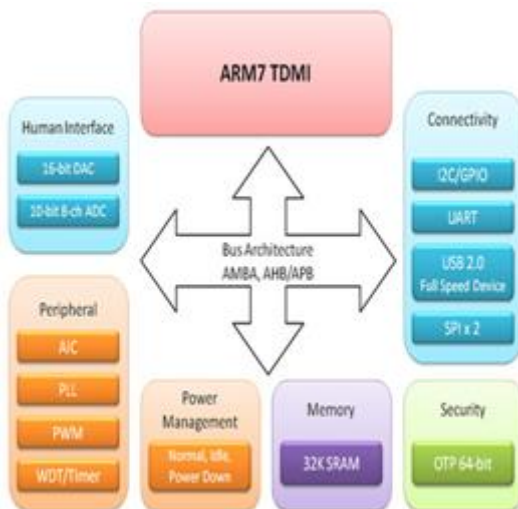 ARM7 TDMI
Human Interface
16-bit DAC
10-bit 8-ch ADC
Connectivity
I2C/GPIO
UART
USB 2.0
Full Speed Device
SPI x 2
Bus Architecture
AMBA, AHB/APB
Peripheral
AIC
PLL
PWM
WDT/Timer
Power
Management
Normal, Idle,
Power Down
Memory
32K SRAM
Security
OTP 64-bit